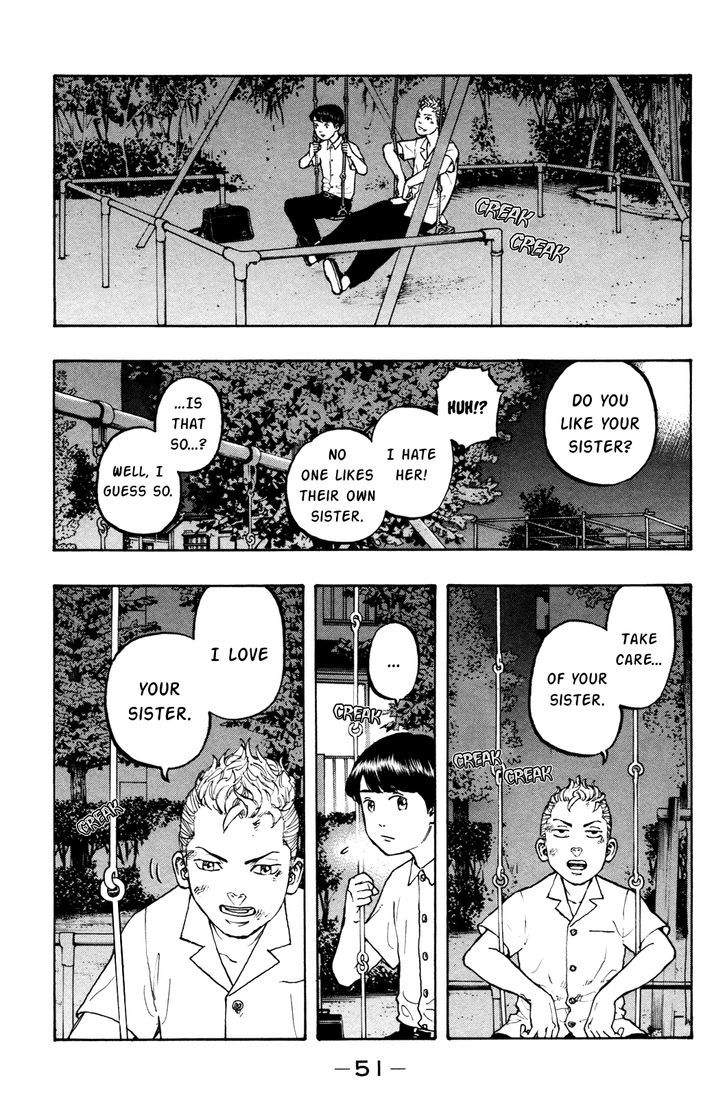 CREAK
CREAK
DO YOU
LIKE YOUR
SISTER?
HUH!?
I HATE
HER!
NO
ONE LIKES
THEIR OWN
SISTER.
...IS
THAT
SO...?
WELL, I
GUESS SO.
TAKE
CARE...
OF YOUR
SISTER.
CREAK
CREAK
...
CREAK
I LOVE
YOUR
SISTER.
CREAK
— 51 —